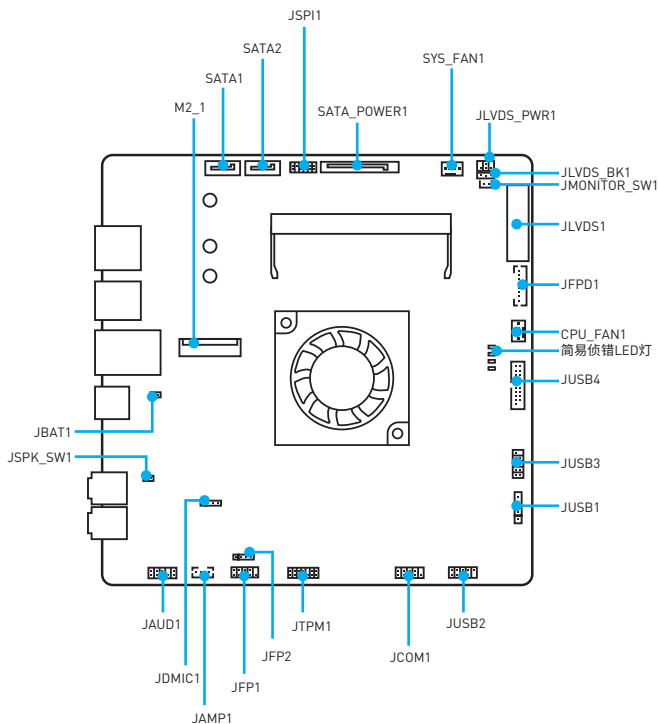 JSPI1
SATA2
SYS_FAN1
SATA1
M2_1
SATA_POWER1
JLVDS_PWR1
JLVDS_BK1
JMONITOR_SW1
JLVDS1
JFPD1
CPU_FAN1
简易侦错LED灯
JUSB4
JBAT1
JSPK_SW1
JUSB3
JUSB1
JAUD1
JTPM1
JUSB2
JFP2
JCOM1
JDMIC1
JFP1
JAMP1